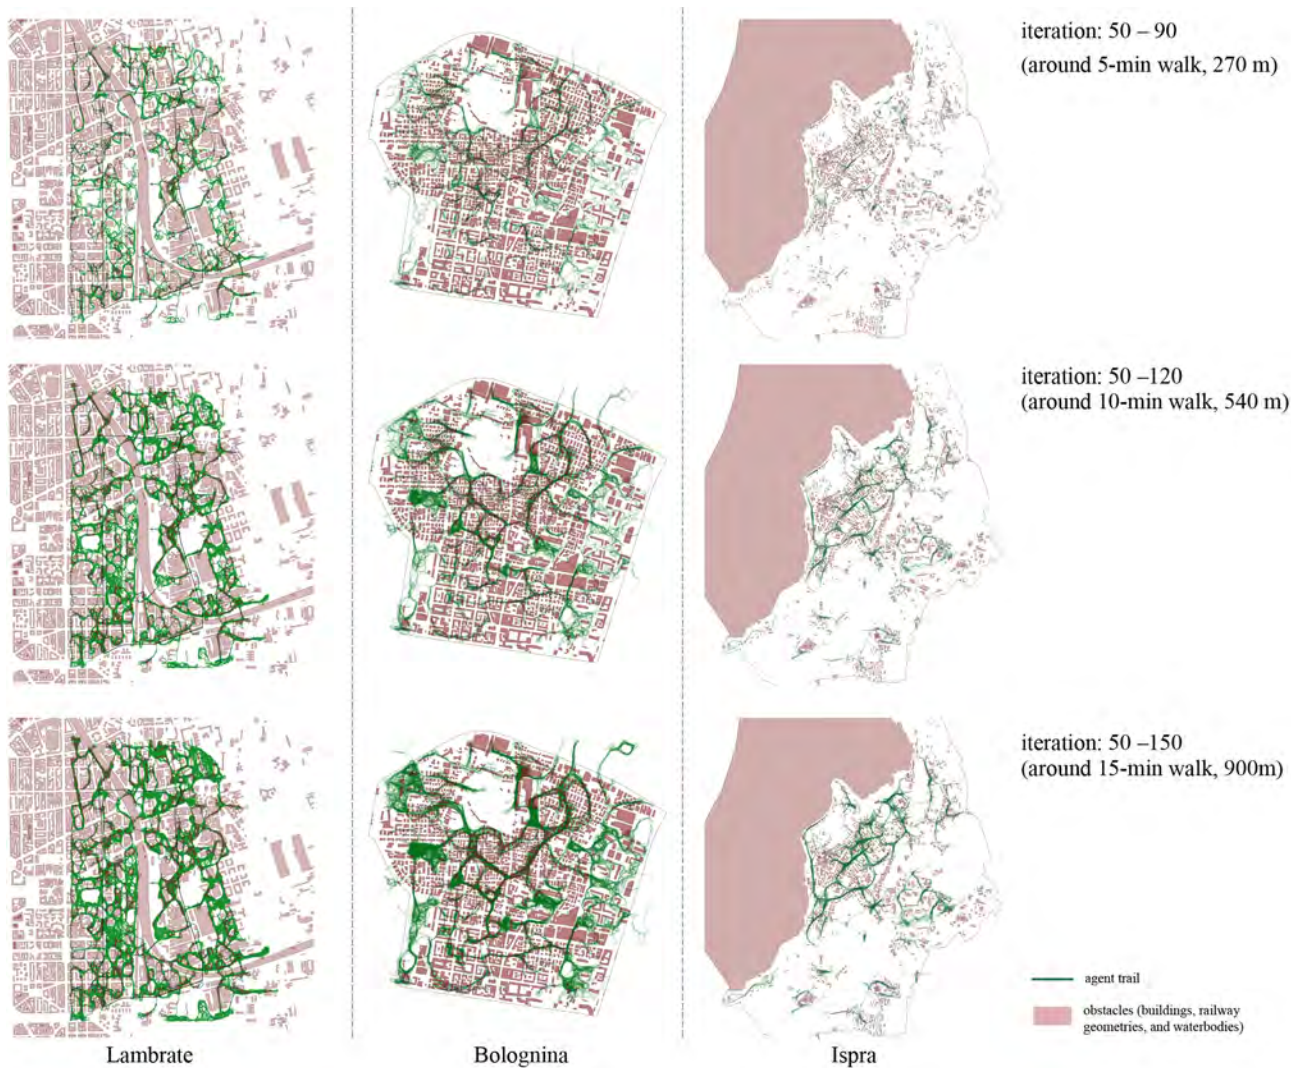 iteration: 50 – 90
(around 5-min walk, 270 m)
iteration: 50 –120
(around 10-min walk, 540 m)
iteration: 50 –150
(around 15-min walk, 900m)
agent trail
obstacles (buildings, railway
geometries, and waterbodies)
Lambrate
Bolognina
Ispra